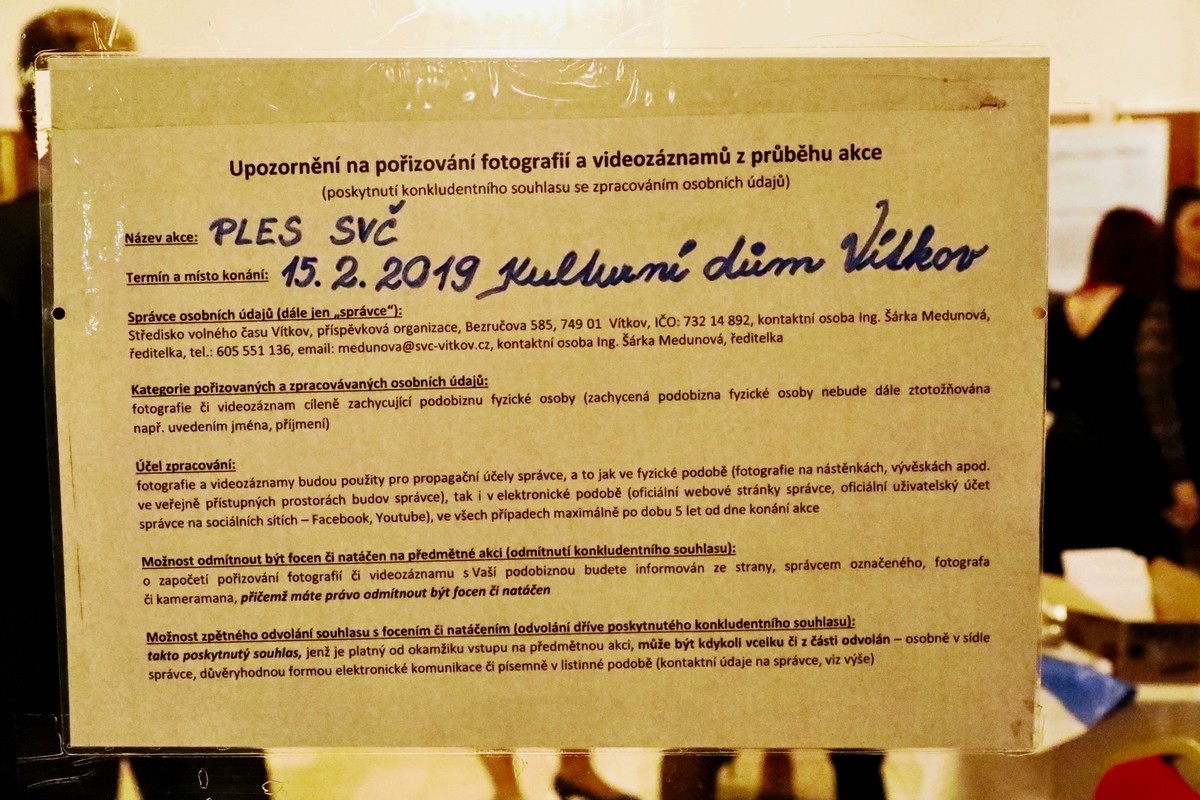 Upozornění na pořizování fotografií a videozáznamů z průběhu akce
(poskytnutí konkludentního souhlasu se zpracováním osobních údajů)
Název akce: PLES SVČ
Termín a místo konání: 15. 2. 2019 Kulturní dům Vítkov
Správce osobních údajů (dále jen „správce“):
Středisko volného času Vítkov, příspěvková organizace, Bezručova 585, 749 01 Vítkov, IČO: 732 14 892, kontaktní osoba Ing. Šárka Medunová,
ředitelka, tel.: 605 551 136, email: medunova@svc-vitkov.cz, kontaktní osoba Ing. Šárka Medunová, ředitelka
Kategorie pořizovaných a zpracovávaných osobních údajů:
fotografie či videozáznam cíleně zachycující podobiznu fyzické osoby (zachycená podobizna fyzické osoby nebude dále ztotožňována
např. uvedením jména, příjmení)
Účel zpracování:
fotografie a videozáznamy budou použity pro propagační účely správce, a to jak ve fyzické podobě (fotografie na nástěnkách, vývěskách apod.
ve veřejně přístupných prostorách budov správce), tak i v elektronické podobě (oficiální webové stránky správce, oficiální uživatelský účet
správce na sociálních sítích – Facebook, Youtube), ve všech případech maximálně po dobu 5 let od dne konání akce
Možnost odmítnout být focen či natáčen na předmětné akci (odmítnutí konkludentního souhlasu):
o započetí pořizování fotografií či videozáznamu s Vaší podobiznou budete informován ze strany, správcem označeného, fotografa
či kameramana, přičemž máte právo odmítnout být focen či natáčen
Možnost zpětného odvolání souhlasu s focením či natáčením (odvolání dříve poskytnutého konkludentního souhlasu):
takto poskytnutý souhlas, jenž je platný od okamžiku vstupu na předmětnou akci, může být kdykoli vcelku či z části odvolán – osobně v sídle
správce, důvěryhodnou formou elektronické komunikace či písemně v listinné podobě (kontaktní údaje na správce, viz výše)